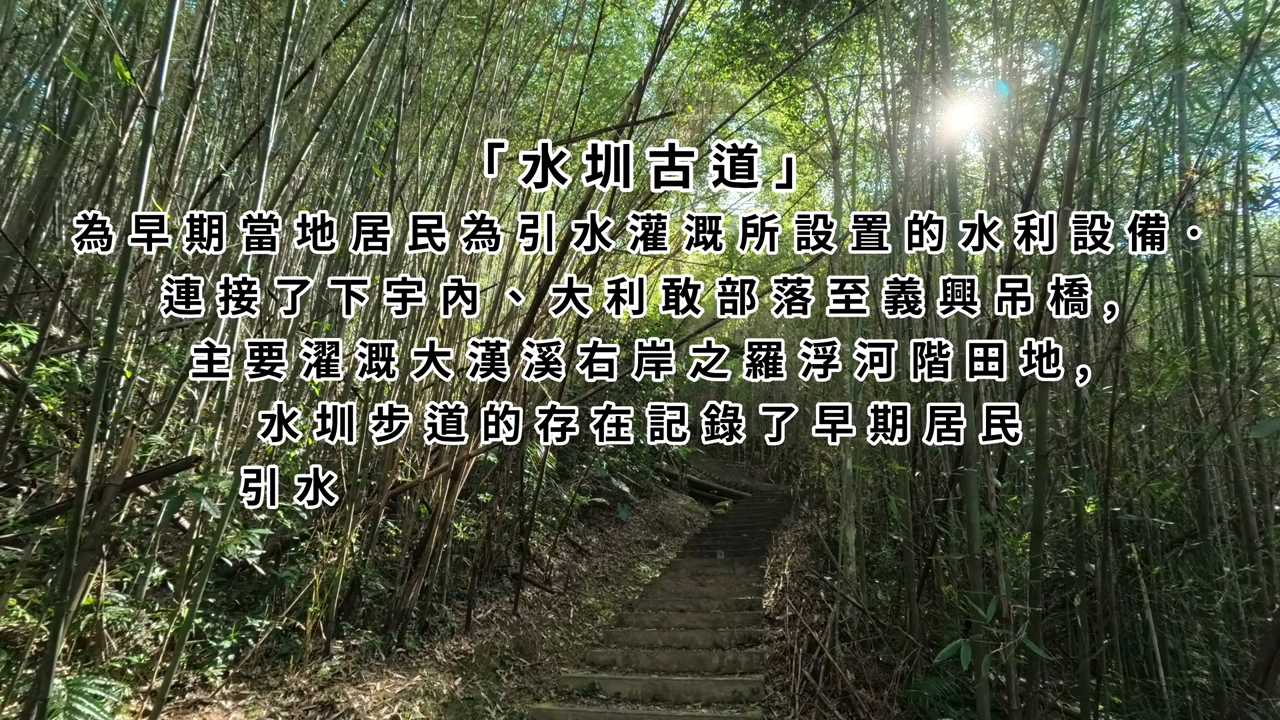 「水圳古道」
為早期當地居民為引水灌溉所設置的水利設備．
連接了下宇內、大利敢部落至義興吊橋，
主要濯溉大漢溪右岸之羅浮河階田地，
水圳步道的存在記錄了早期居民
引水